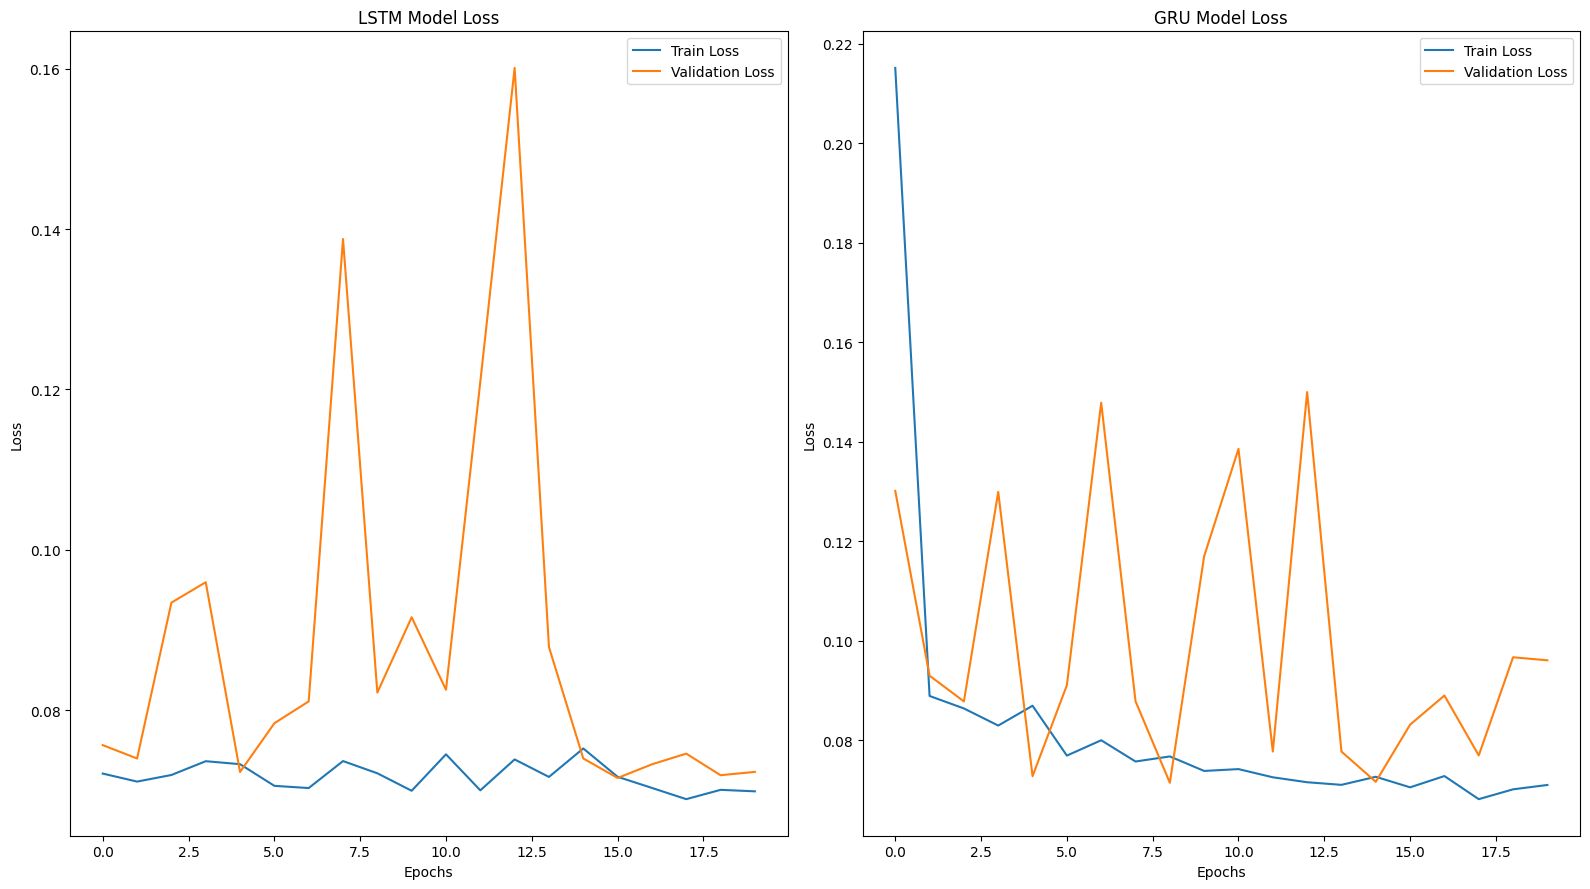 LSTM Model Loss
Train Loss
Validation Loss
0.16
0.14
0.12
0.10
0.08
Loss
0.0 2.5 5.0 7.5 10.0 12.5 15.0 17.5
Epochs
GRU Model Loss
Train Loss
Validation Loss
0.22
0.20
0.18
0.16
0.14
0.12
0.10
0.08
Loss
0.0 2.5 5.0 7.5 10.0 12.5 15.0 17.5
Epochs